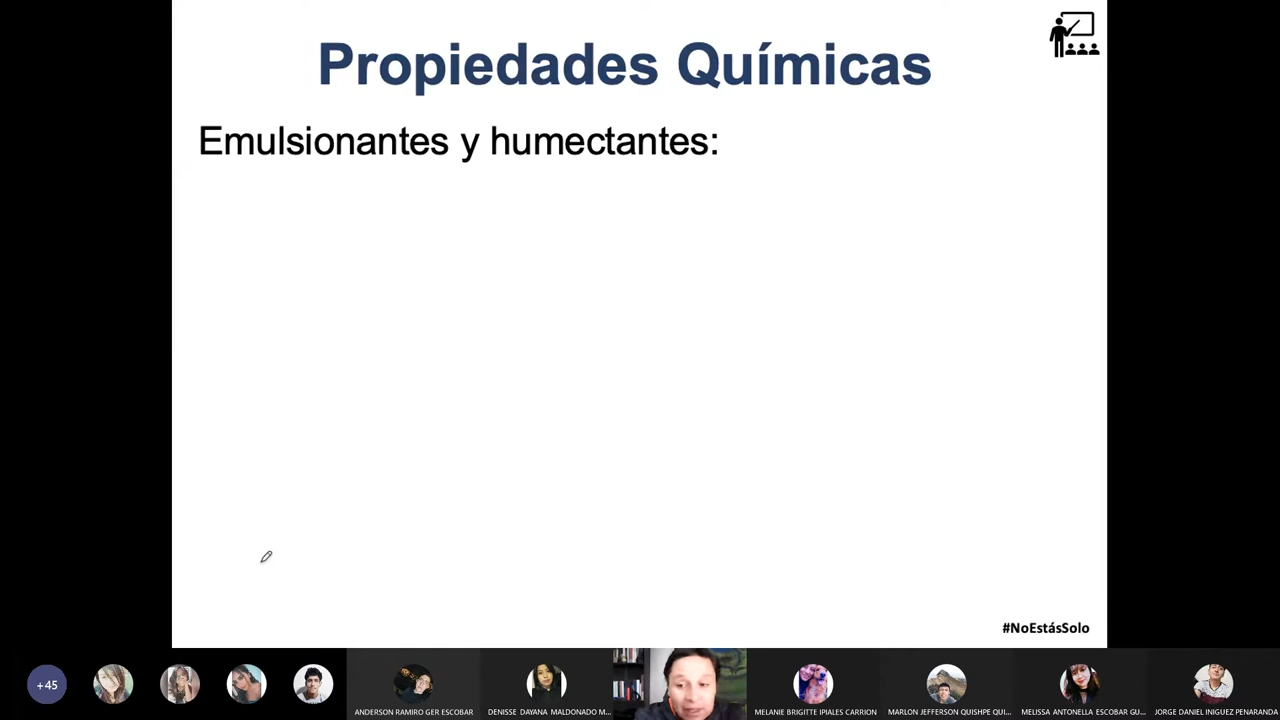 Propiedades Químicas
Emulsionantes y humectantes:
#NoEstásSolo
+45
ANDERSON RAMIRO GER ESCOBAR
DENISSE DAYANA MALDONADO M...
MELANIE BRIGITTE IPIALES CARRION
MARLON JEFFERSON QUISHPE QUI...
MELISSA ANTONELLA ESCOBAR GU...
JORGE DANIEL INIGUEZ PENARANDA